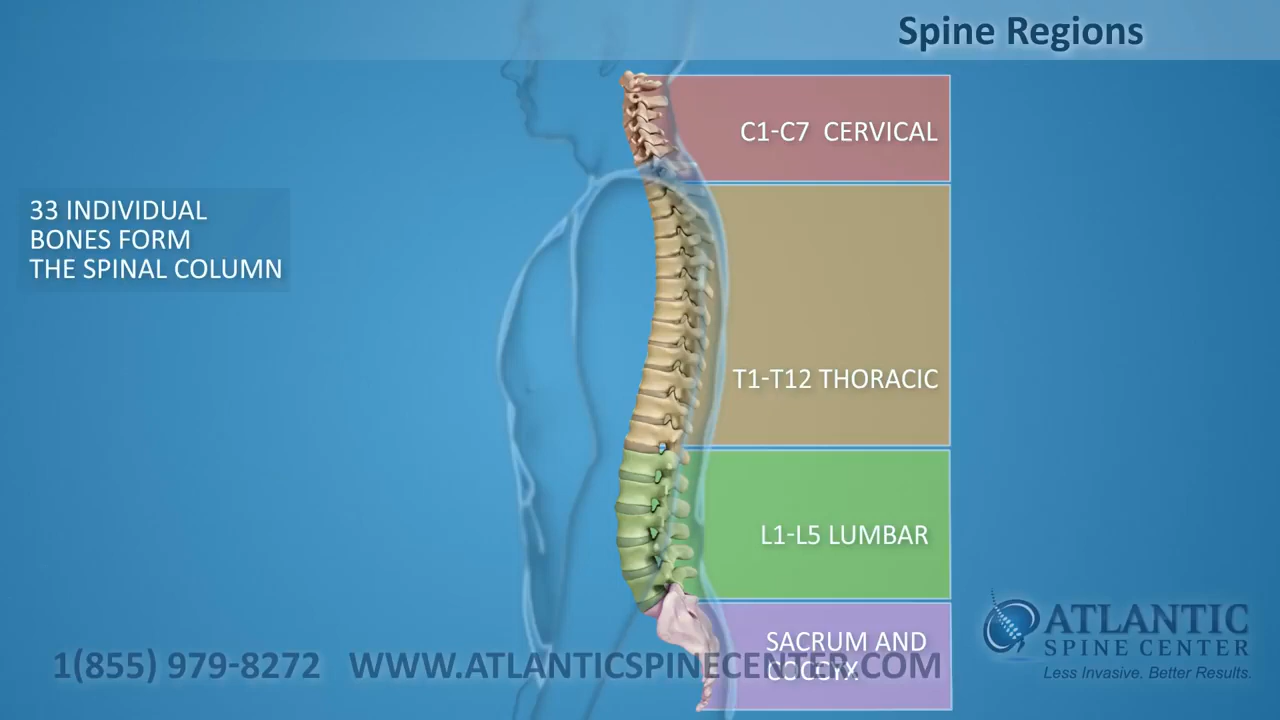 Spine Regions
C1-C7 CERVICAL
33 INDIVIDUAL
BONES FORM
THE SPINAL COLUMN
T1-T12 THORACIC
L1-L5 LUMBAR
SACRUM AND
COCCYX
1(855) 979-8272 WWW.ATLANTICSPINECENTER.COM
ATLANTIC
SPINE CENTER
Less Invasive. Better Results.